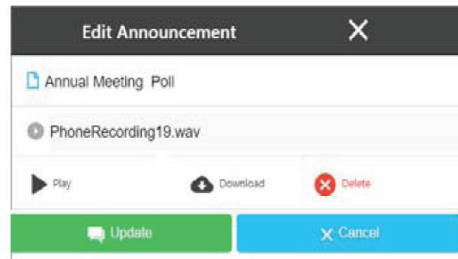 Edit Announcement
Annual Meeting Poll
PhoneRecording19.wav
Play Download Delete
Update Cancel